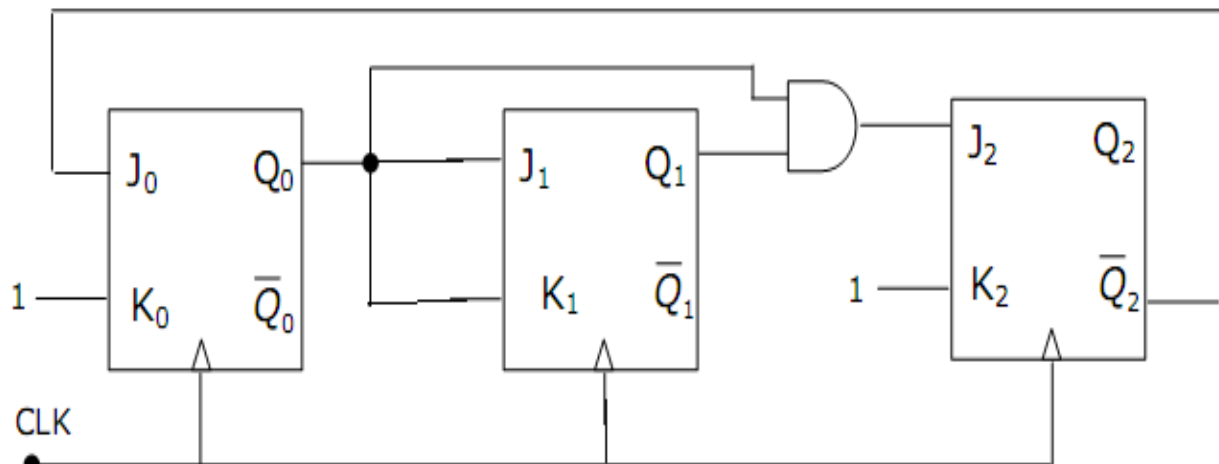 J₀ Q₀ J₁ Q₁ J₂ Q₂
1 K₀ Q̅₀ K₁ Q̅₁ 1 K₂ Q̅₂
CLK